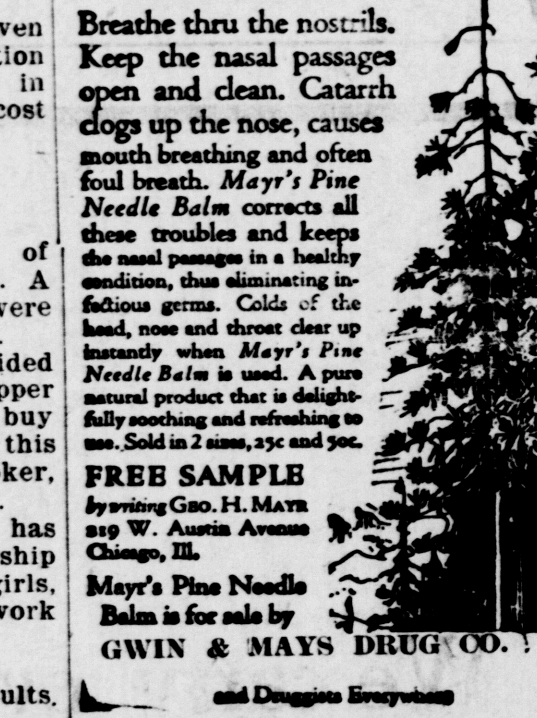 ven
tion
in
cost
of
. A
were
ided
pper
buy
this
ker,
has
ship
girls,
work
ults.
Breathe thru the nostrils.
Keep the nasal passages
open and clean. Catarrh
clogs up the nose, causes
mouth breathing and often
foul breath. Mayr's Pine
Needle Balm corrects all
these troubles and keeps
the nasal passages in a healthy
condition, thus eliminating in-
fectious germs. Colds of the
head, nose and throat clear up
instantly when Mayr's Pine
Needle Balm is used. A pure
natural product that is delight-
fully soothing and refreshing to
use. Sold in 2 sizes, 25c and 50c.
FREE SAMPLE
by writing GEO. H. MAYR
219 W. Austin Avenue
Chicago, Ill.
Mayr's Pine Needle
Balm is for sale by
GWIN & MAYS DRUG CO.
and Druggists Everywhere